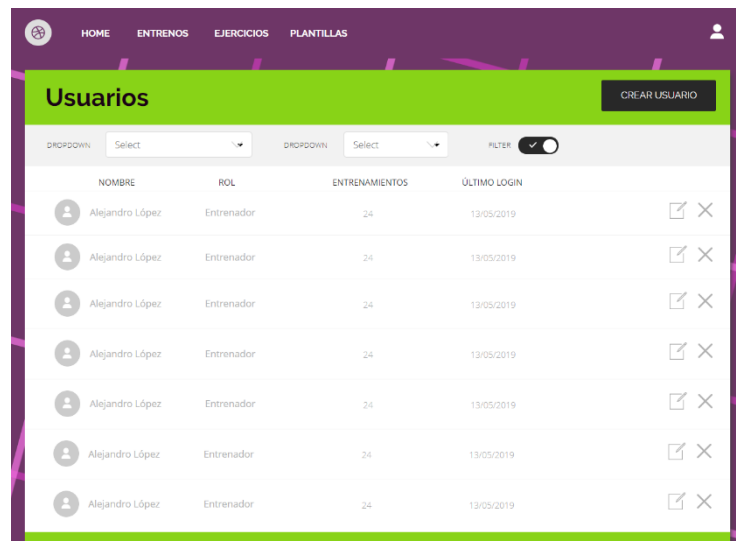 HOME ENTRENOS EJERCICIOS PLANTILLAS
Usuarios CREAR USUARIO
DROPDOWN Select DROPDOWN Select FILTER
NOMBRE ROL ENTRENAMIENTOS ÚLTIMO LOGIN
Alejandro López Entrenador 24 13/05/2019
Alejandro López Entrenador 24 13/05/2019
Alejandro López Entrenador 24 13/05/2019
Alejandro López Entrenador 24 13/05/2019
Alejandro López Entrenador 24 13/05/2019
Alejandro López Entrenador 24 13/05/2019
Alejandro López Entrenador 24 13/05/2019